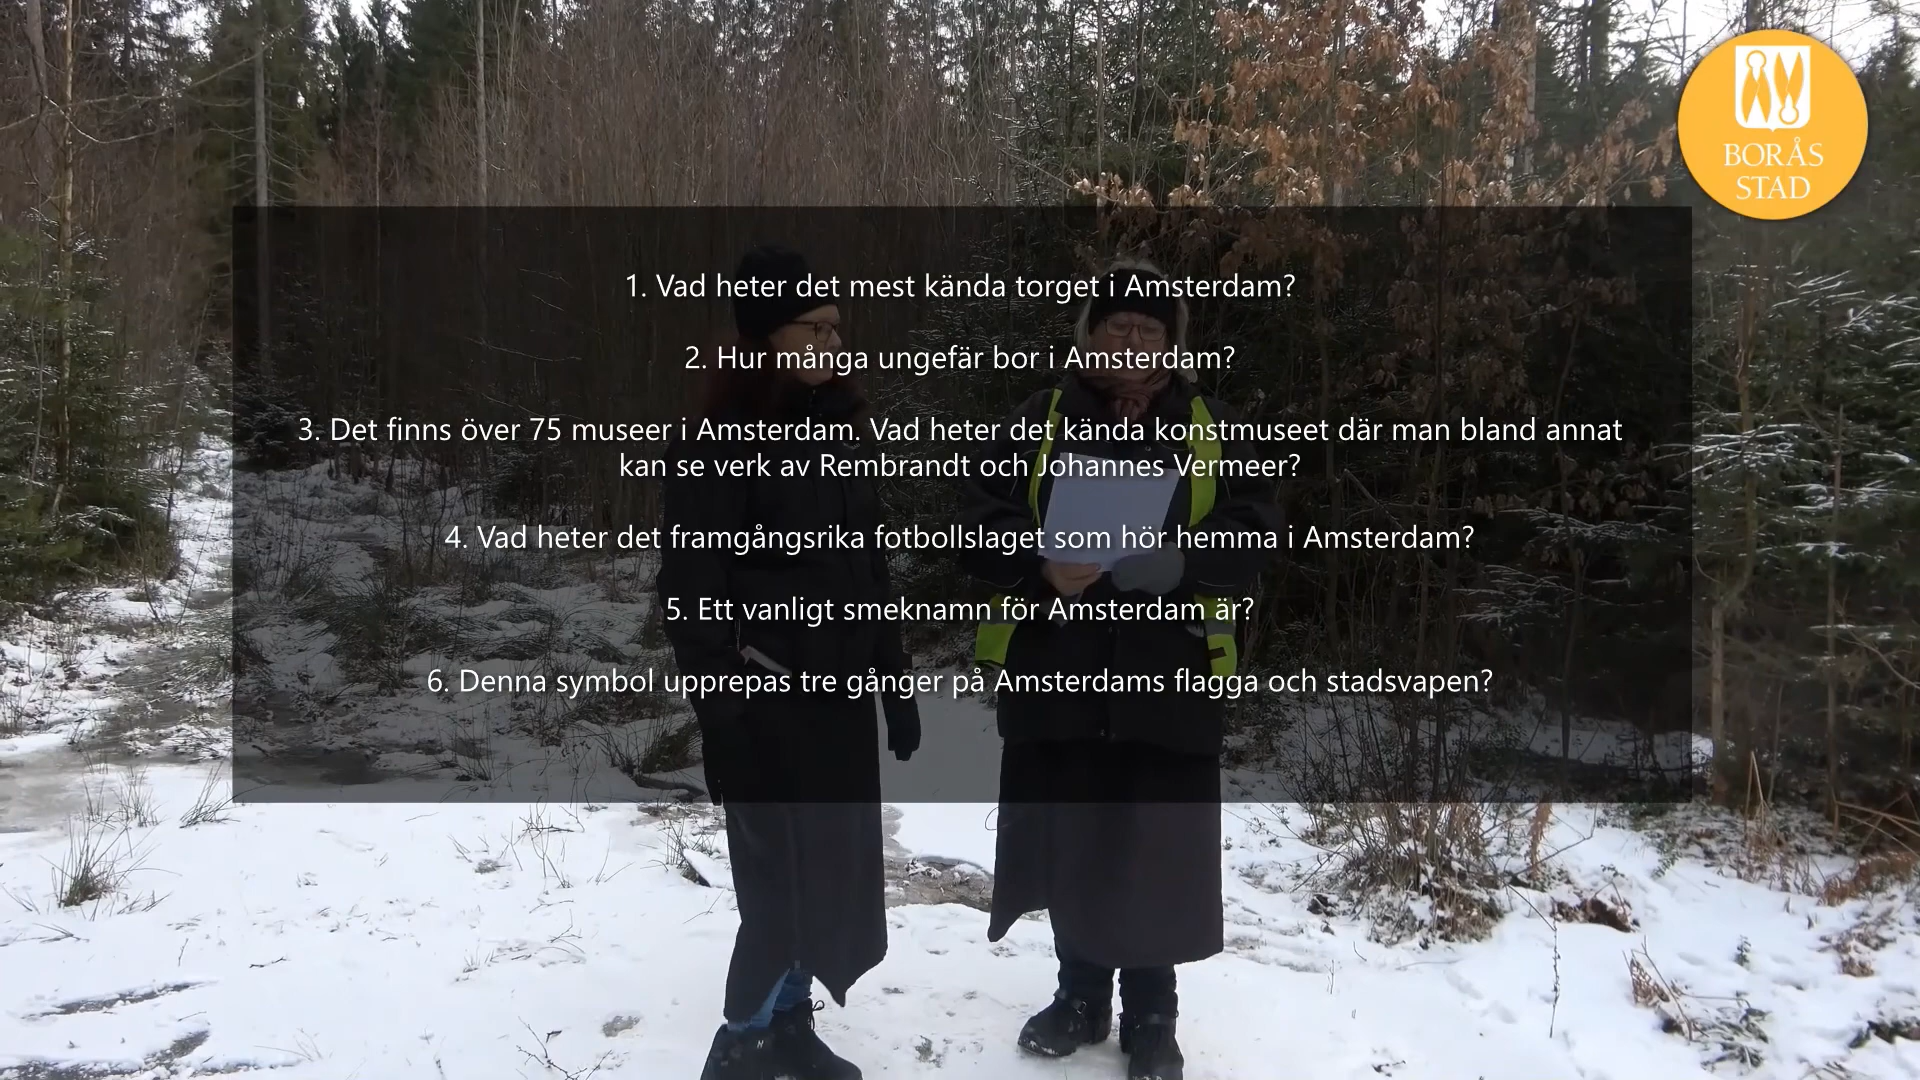 BORÅS
STAD
1. Vad heter det mest kända torget i Amsterdam?
2. Hur många ungefär bor i Amsterdam?
3. Det finns över 75 museer i Amsterdam. Vad heter det kända konstmuseet där man bland annat
kan se verk av Rembrandt och Johannes Vermeer?
4. Vad heter det framgångsrika fotbollslaget som hör hemma i Amsterdam?
5. Ett vanligt smeknamn för Amsterdam är?
6. Denna symbol upprepas tre gånger på Amsterdams flagga och stadsvapen?